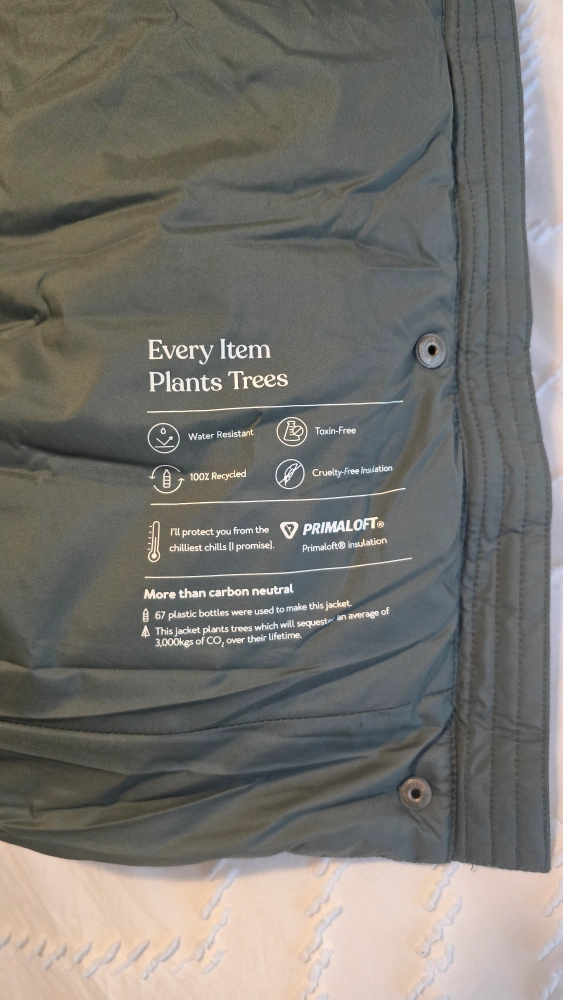 Every Item
Plants Trees
Water Resistant
Toxin-Free
100% Recycled
Cruelty-Free Insulation
I'll protect you from the
chilliest chills (I promise).
PRIMALOFT®
Primaloft® insulation
More than carbon neutral
67 plastic bottles were used to make this jacket.
This jacket plants trees which will sequester an average of
3,000kgs of CO₂ over their lifetime.